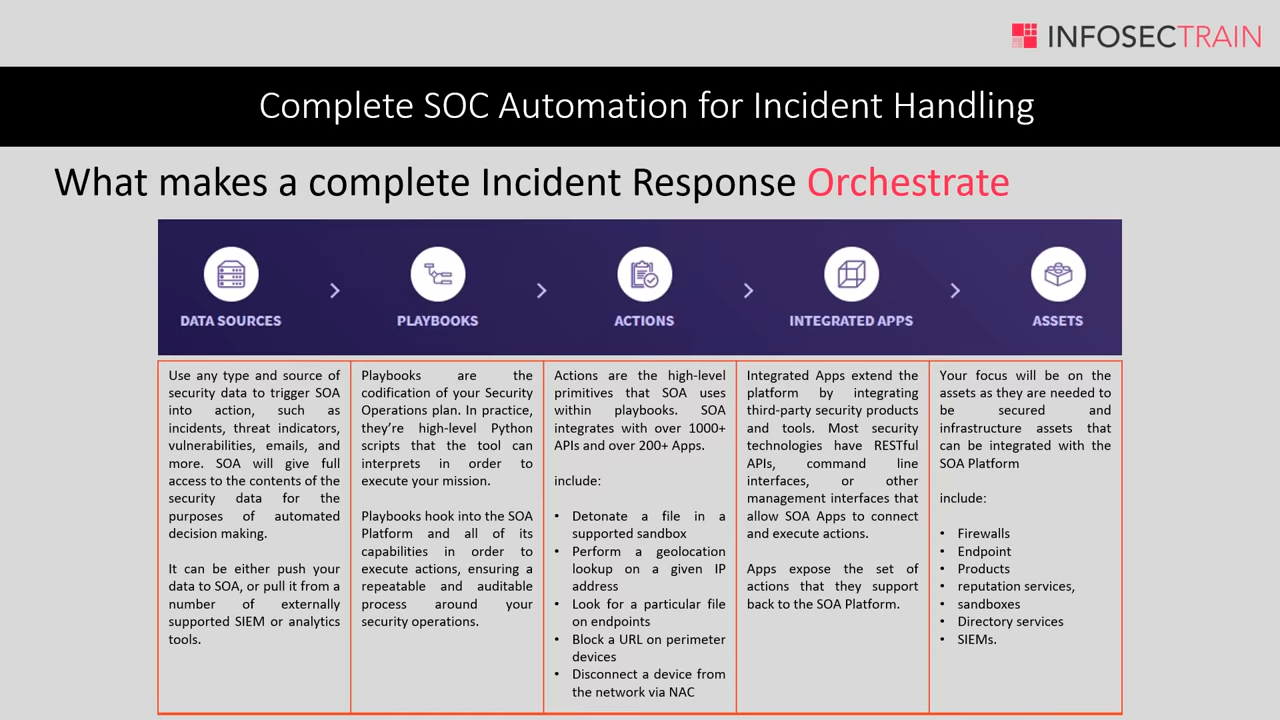 INFOSECTRAIN
Complete SOC Automation for Incident Handling
What makes a complete Incident Response Orchestrate
DATA SOURCES
PLAYBOOKS
ACTIONS
INTEGRATED APPS
ASSETS
Use any type and source of
security data to trigger SOA
into action, such as
incidents, threat indicators,
vulnerabilities, emails, and
more. SOA will give full
access to the contents of the
security data for the
purposes of automated
decision making.
It can be either push your
data to SOA, or pull it from a
number of externally
supported SIEM or analytics
tools.
Playbooks are the
codification of your Security
Operations plan. In practice,
they're high-level Python
scripts that the tool can
interprets in order to
execute your mission.
Playbooks hook into the SOA
Platform and all of its
capabilities in order to
execute actions, ensuring a
repeatable and auditable
process around your
security operations.
Actions are the high-level
primitives that SOA uses
within playbooks. SOA
integrates with over 1000+
APIs and over 200+ Apps.
include:
• Detonate a file in a
supported sandbox
• Perform a geolocation
lookup on a given IP
address
• Look for a particular file
on endpoints
• Block a URL on perimeter
devices
• Disconnect a device from
the network via NAC
Integrated Apps extend the
platform by integrating
third-party security products
and tools. Most security
technologies have RESTful
APIs, command line
interfaces, or other
management interfaces that
allow SOA Apps to connect
and execute actions.
Apps expose the set of
actions that they support
back to the SOA Platform.
Your focus will be on the
assets as they are needed to
be secured and
infrastructure assets that
can be integrated with the
SOA Platform
include:
• Firewalls
• Endpoint
• Products
• reputation services,
• sandboxes
• Directory services
• SIEMs.